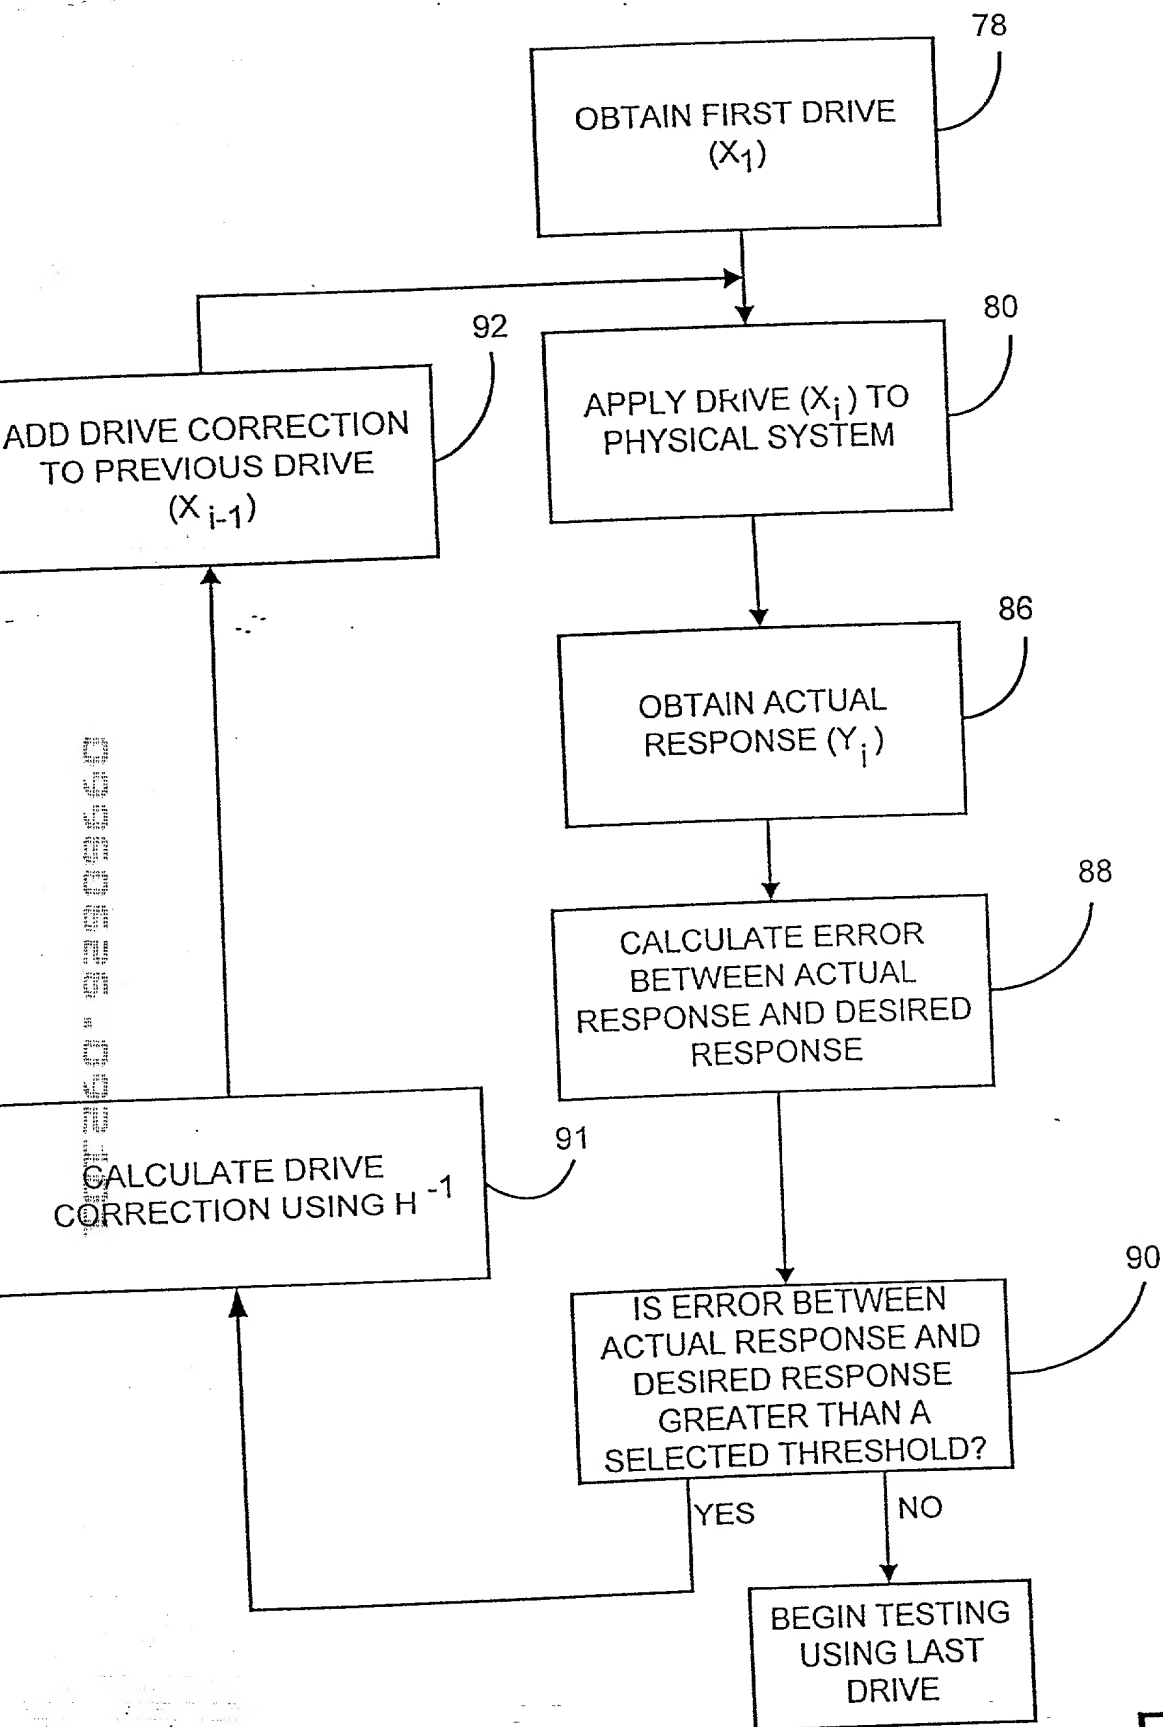 78
OBTAIN FIRST DRIVE
(X1)
92
80
ADD DRIVE CORRECTION
TO PREVIOUS DRIVE
(X i-1)
APPLY DRIVE (Xi) TO
PHYSICAL SYSTEM
86
OBTAIN ACTUAL
RESPONSE (Yi)
88
CALCULATE ERROR
BETWEEN ACTUAL
RESPONSE AND DESIRED
RESPONSE
91
CALCULATE DRIVE
CORRECTION USING H -1
90
IS ERROR BETWEEN
ACTUAL RESPONSE AND
DESIRED RESPONSE
GREATER THAN A
SELECTED THRESHOLD?
YES
NO
BEGIN TESTING
USING LAST
DRIVE